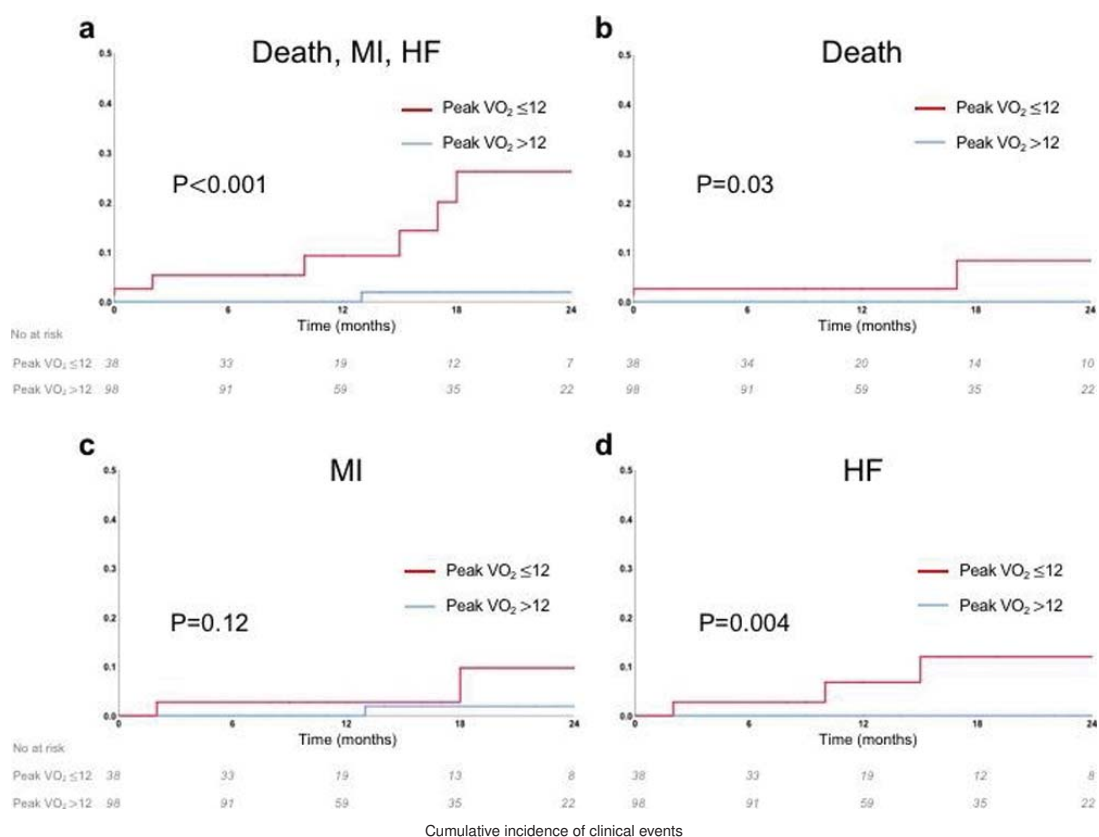 a
Death, MI, HF
0.5
0.4
0.3
0.2
0.1
0.0
Peak VO₂ ≤12
Peak VO₂ >12
P<0.001
0 6 12 18 24
Time (months)
No at risk
Peak VO₂ ≤12 38 33 19 12 7
Peak VO₂ >12 98 91 59 35 22
b
Death
0.5
0.4
0.3
0.2
0.1
0.0
Peak VO₂ ≤12
Peak VO₂ >12
P=0.03
0 6 12 18 24
Time (months)
38 34 20 14 10
98 91 59 35 22
c
MI
0.5
0.4
0.3
0.2
0.1
0.0
Peak VO₂ ≤12
Peak VO₂ >12
P=0.12
0 6 12 18 24
Time (months)
No at risk
Peak VO₂ ≤12 38 33 19 13 8
Peak VO₂ >12 98 91 59 35 22
d
HF
0.5
0.4
0.3
0.2
0.1
0.0
Peak VO₂ ≤12
Peak VO₂ >12
P=0.004
0 6 12 18 24
Time (months)
38 33 19 12 8
98 91 59 35 22
Cumulative incidence of clinical events